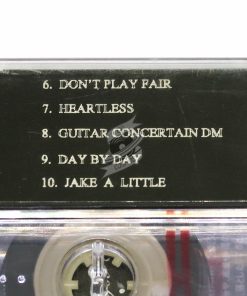 6. DON'T PLAY FAIR
7. HEARTLESS
8. GUITAR CONCERTAIN DM
9. DAY BY DAY
10. JAKE A LITTLE